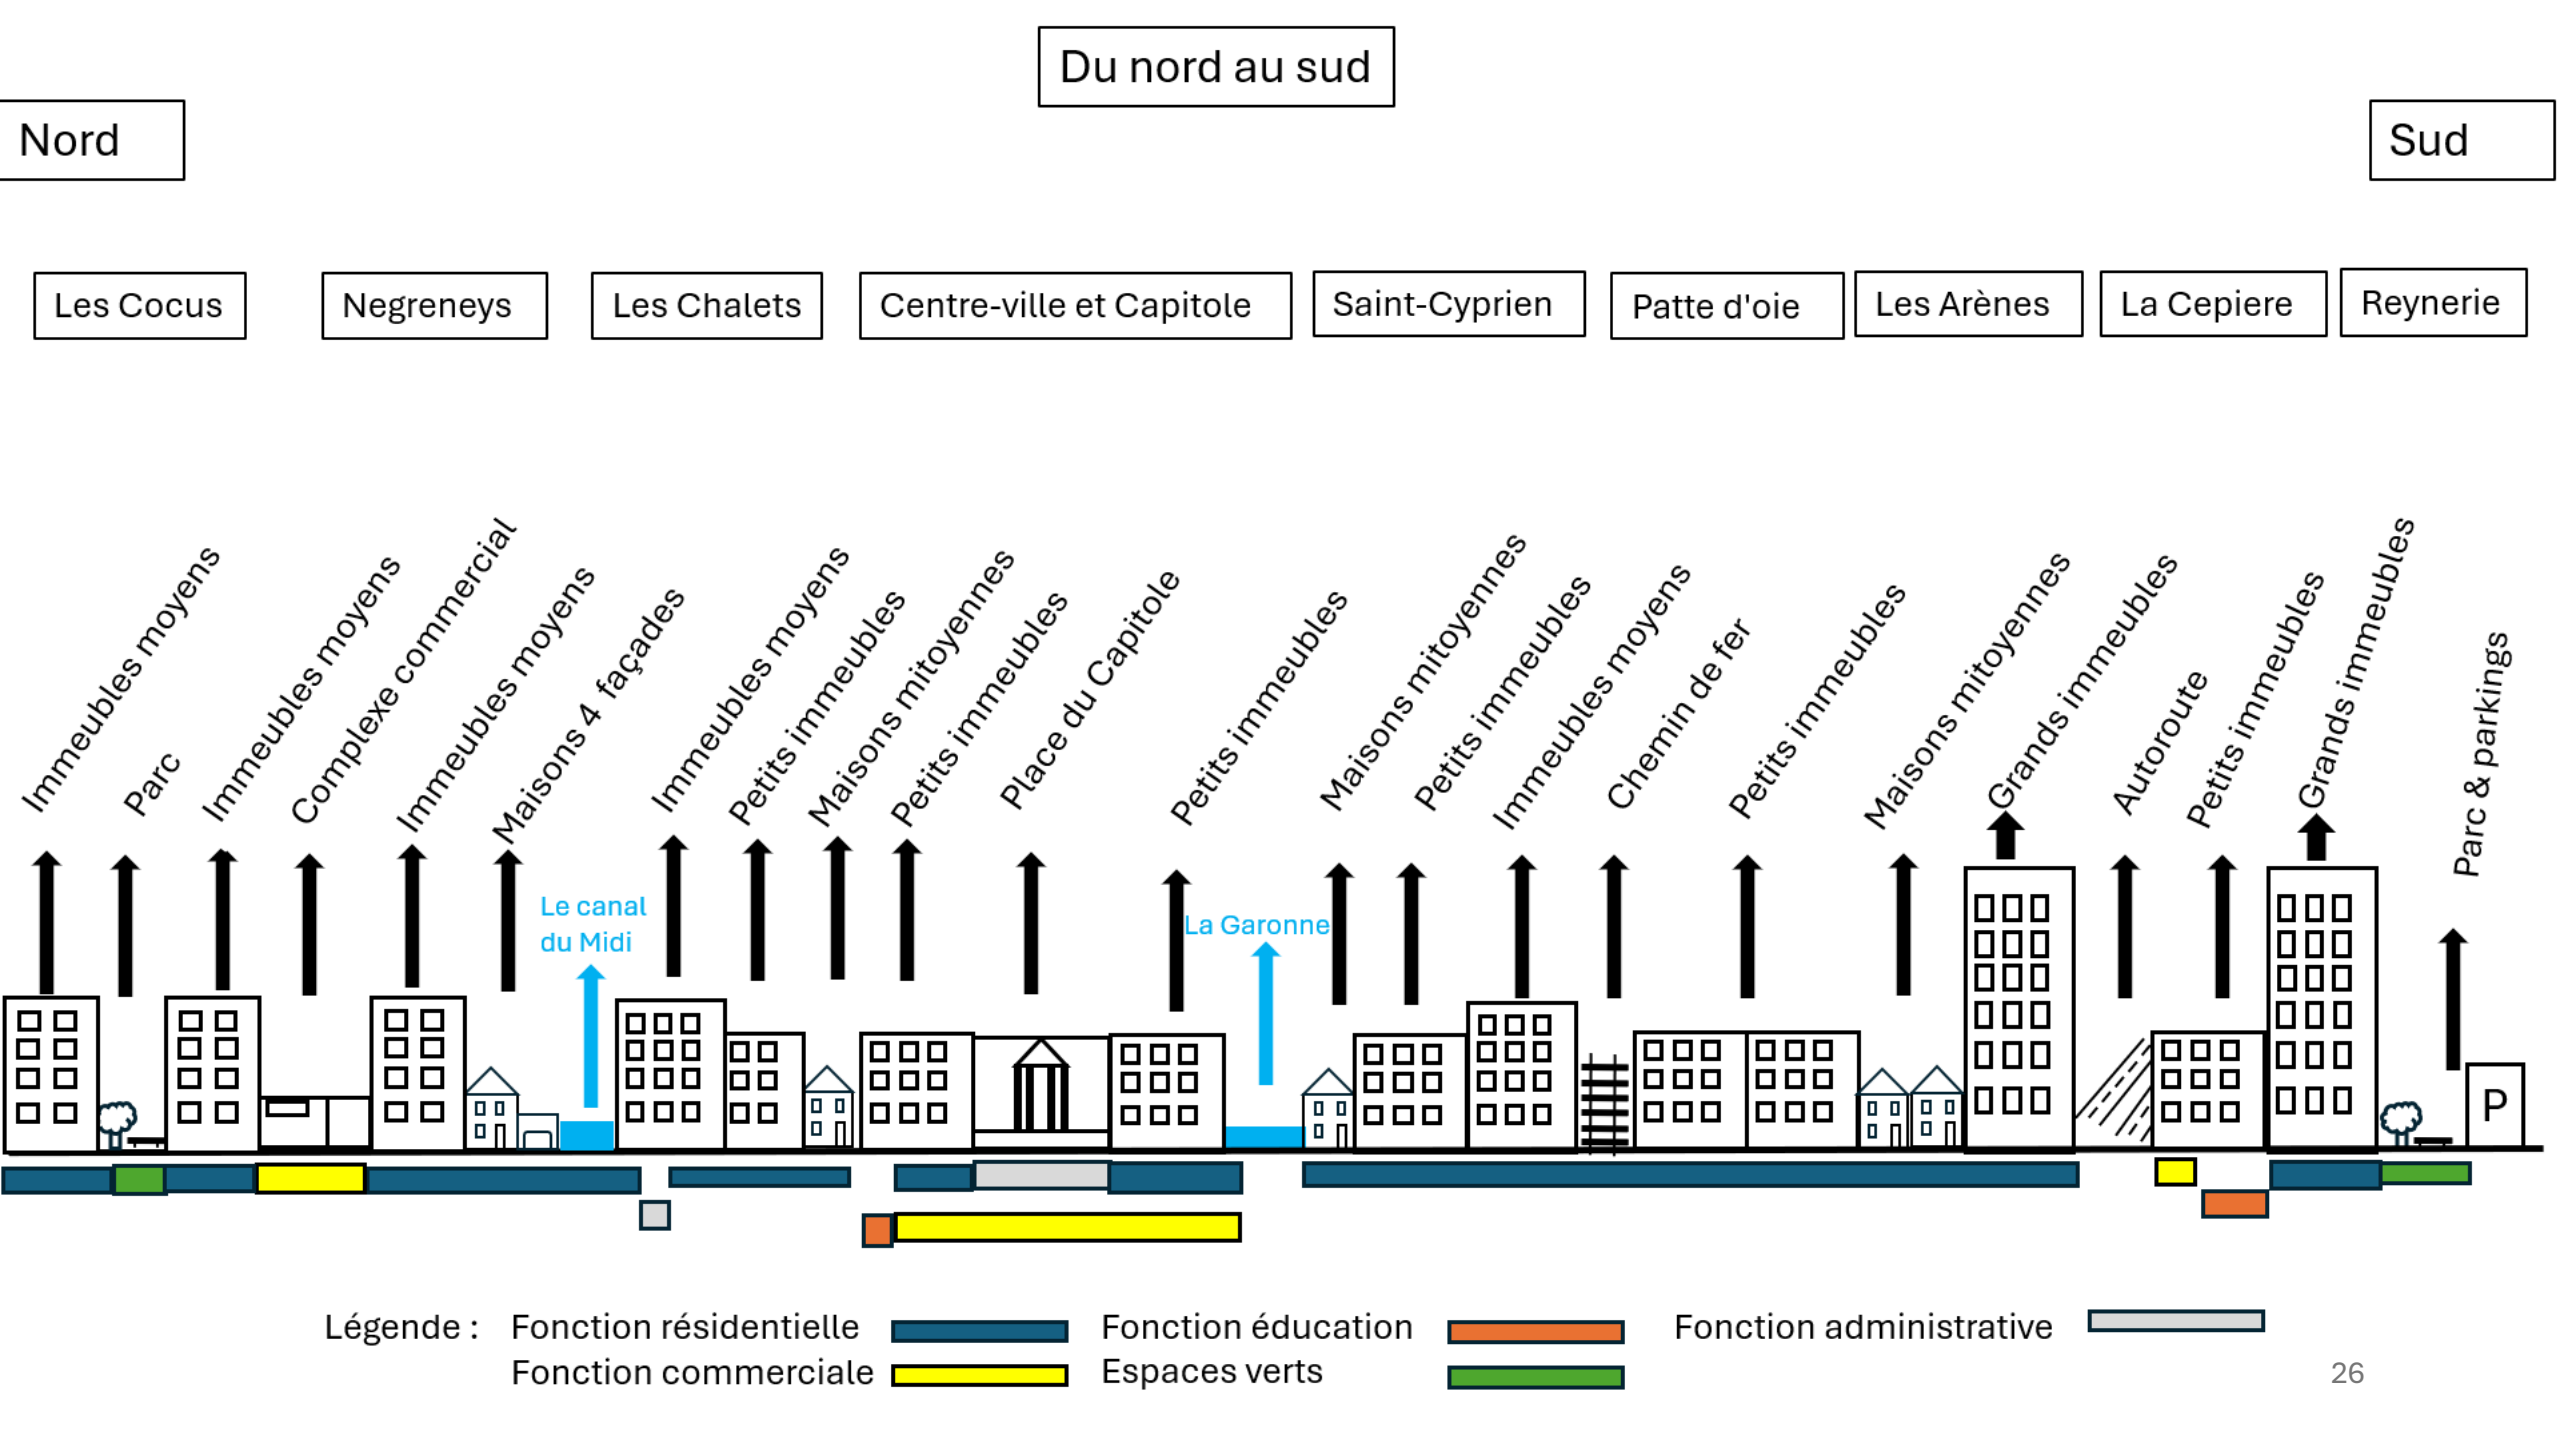 Du nord au sud
Nord
Sud
Les Cocus
Negreneys
Les Chalets
Centre-ville et Capitole
Saint-Cyprien
Patte d'oie
Les Arènes
La Cepiere
Reynerie
Immeubles moyens
Parc
Immeubles moyens
Complexe commercial
Immeubles moyens
Maisons 4 façades
Immeubles moyens
Petits immeubles
Maisons mitoyennes
Petits immeubles
Place du Capitole
Petits immeubles
Maisons mitoyennes
Petits immeubles
Immeubles moyens
Chemin de fer
Petits immeubles
Maisons mitoyennes
Grands immeubles
Autoroute
Petits immeubles
Grands immeubles
Parc & parkings
Le canal
du Midi
La Garonne
P
Légende :
Fonction résidentielle
Fonction éducation
Fonction administrative
Fonction commerciale
Espaces verts
26